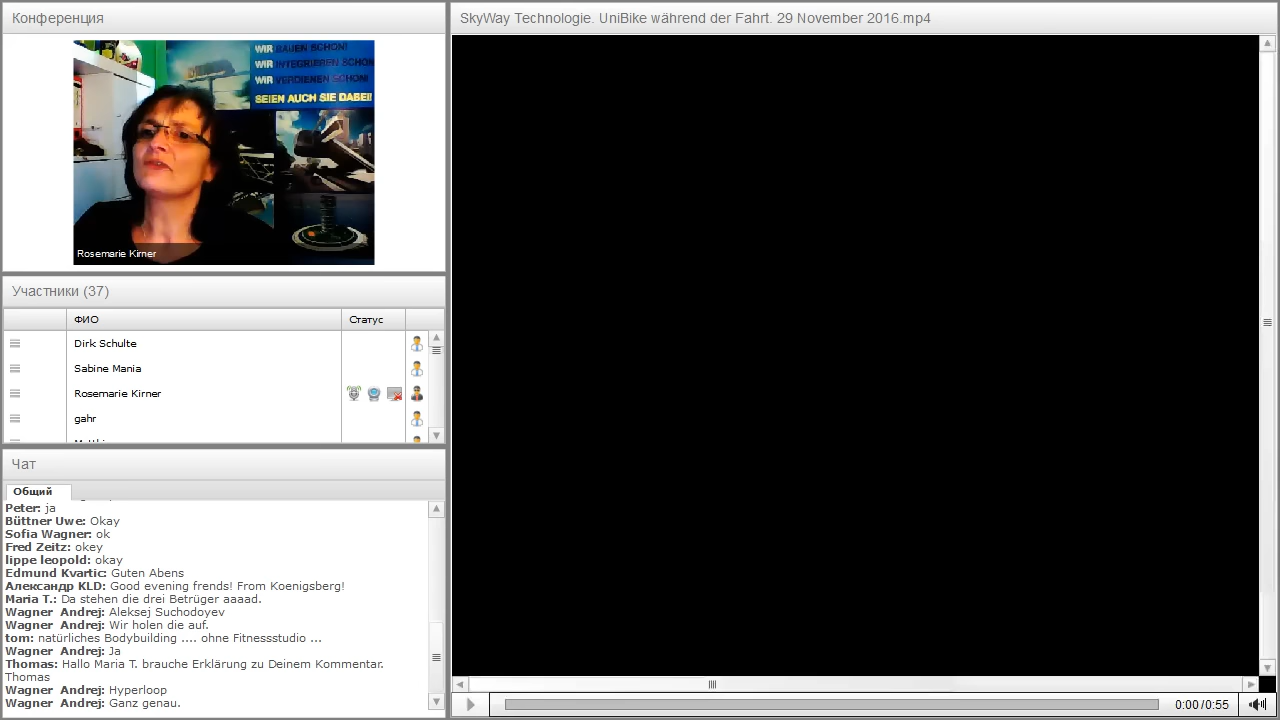 Конференция
WIR BAUEN SCHON!
WIR INTEGRIEREN SCHON
WIR VERDIENEN SCHON!
SEIEN AUCH SIE DABEI!
Rosemarie Kirner
Участники (37)
ФИО Статус
Dirk Schulte
Sabine Mania
Rosemarie Kirner
gahr
Чат
Общий
Peter: ja
Büttner Uwe: Okay
Sofia Wagner: ok
Fred Zeitz: okey
lippe leopold: okay
Edmund Kvartic: Guten Abens
Александр KLD: Good evening frends! From Koenigsberg!
Maria T.: Da stehen die drei Betrüger aaaad.
Wagner Andrej: Aleksej Suchodoyev
Wagner Andrej: Wir holen die auf.
tom: natürliches Bodybuilding .... ohne Fitnessstudio ...
Wagner Andrej: Ja
Thomas: Hallo Maria T. brauche Erklärung zu Deinem Kommentar.
Thomas
Wagner Andrej: Hyperloop
Wagner Andrej: Ganz genau.
SkyWay Technologie. UniBike während der Fahrt. 29 November 2016.mp4
0:00/0:55